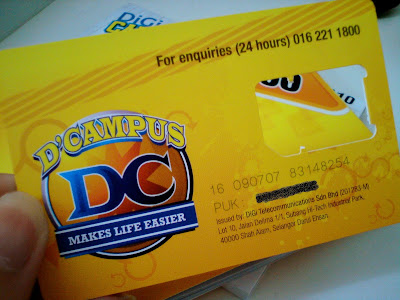 DiGi
For enquiries (24 hours) 016 221 1800
10
D'CAMPUS
DC
MAKES LIFE EASIER
16 090707 83148254
PUK:
Issued by: DiGi Telecommunications Sdn Bhd (201283 M)
Lot 10, Jalan Delima 1/1, Subang Hi-Tech Industrial Park,
40000 Shah Alam, Selangor Darul Ehsan.